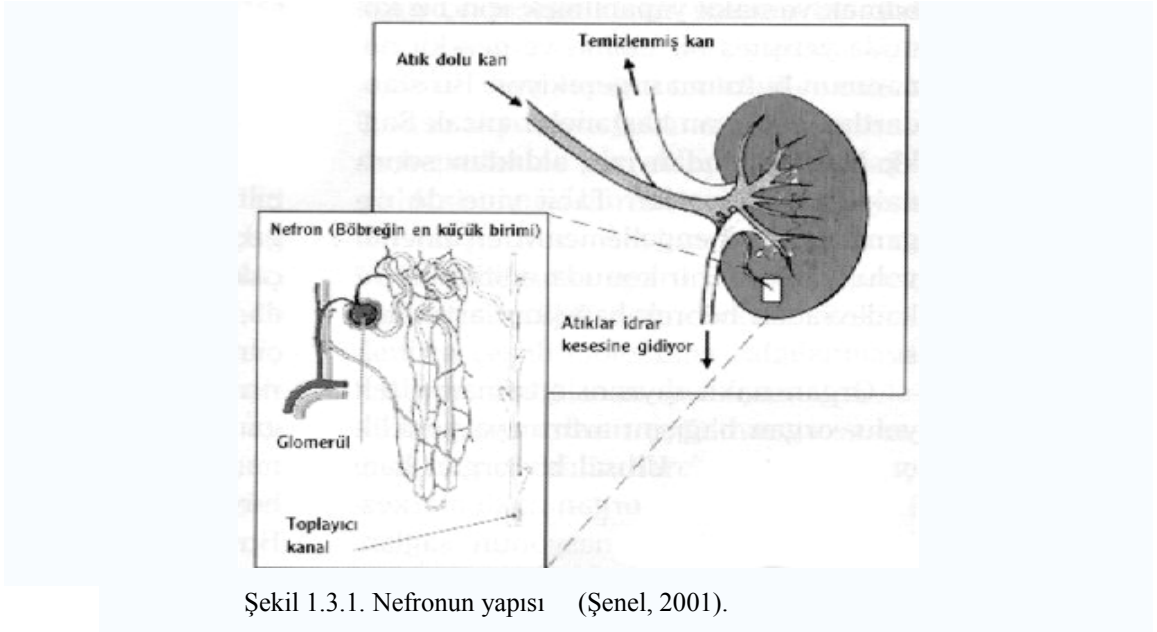 Temizlenmiş kan
Atık dolu kan
Nefron (Böbreğin en küçük birimi)
Atıklar idrar
kesesine gidiyor
Glomerül
Toplayıcı
kanal
Şekil 1.3.1. Nefronun yapısı (Şenel, 2001).